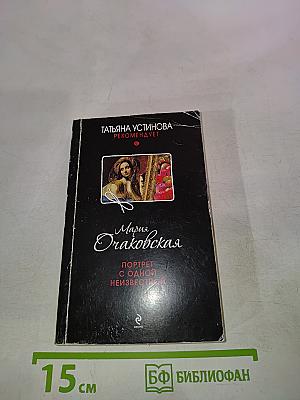 ТАТЬЯНА УСТИНОВА
РЕКОМЕНДУЕТ
Мария
Очаковская
ПОРТРЕТ
С ОДНОЙ
НЕИЗВЕСТНОЙ
15 см
БФ БИБЛИОФАН